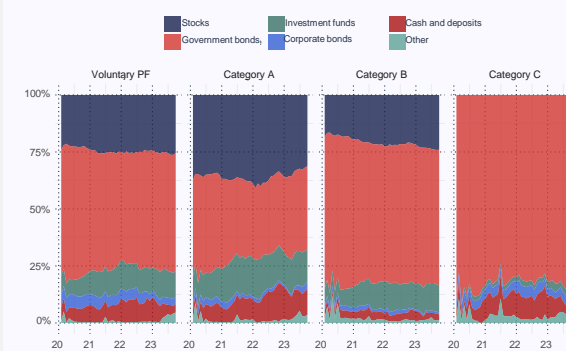 Stocks Investment funds Cash and deposits
Government bonds, Corporate bonds Other
Voluntary PF Category A Category B Category C
100%
75%
50%
25%
0%
20 21 22 23 20 21 22 23 20 21 22 23 20 21 22 23